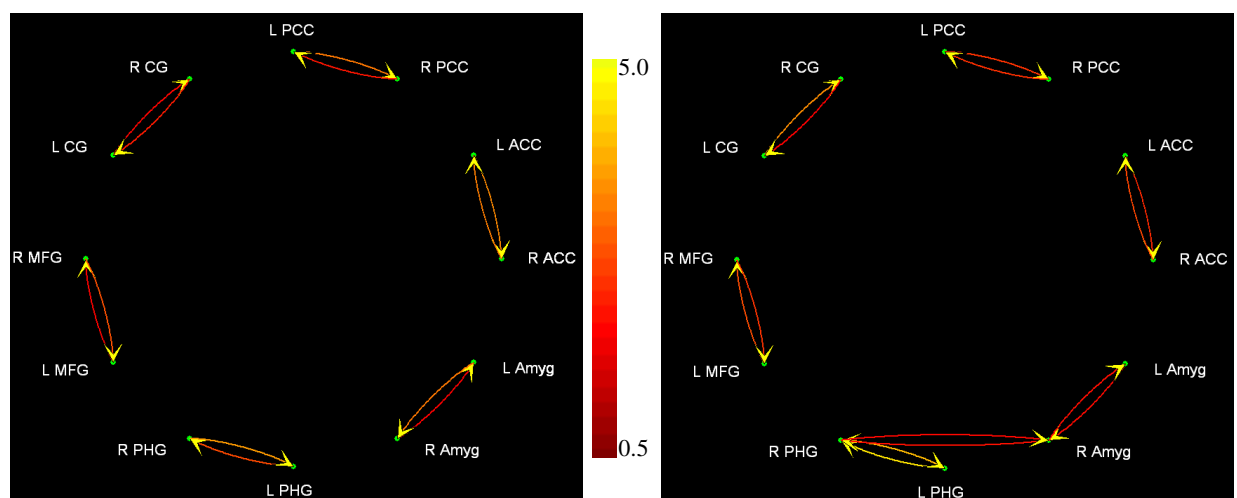 L PCC
R CG
R PCC
L CG
L ACC
R MFG
R ACC
L MFG
L Amyg
R PHG
R Amyg
L PHG
5.0
0.5
L PCC
R CG
R PCC
L CG
L ACC
R MFG
R ACC
L MFG
L Amyg
R PHG
R Amyg
L PHG